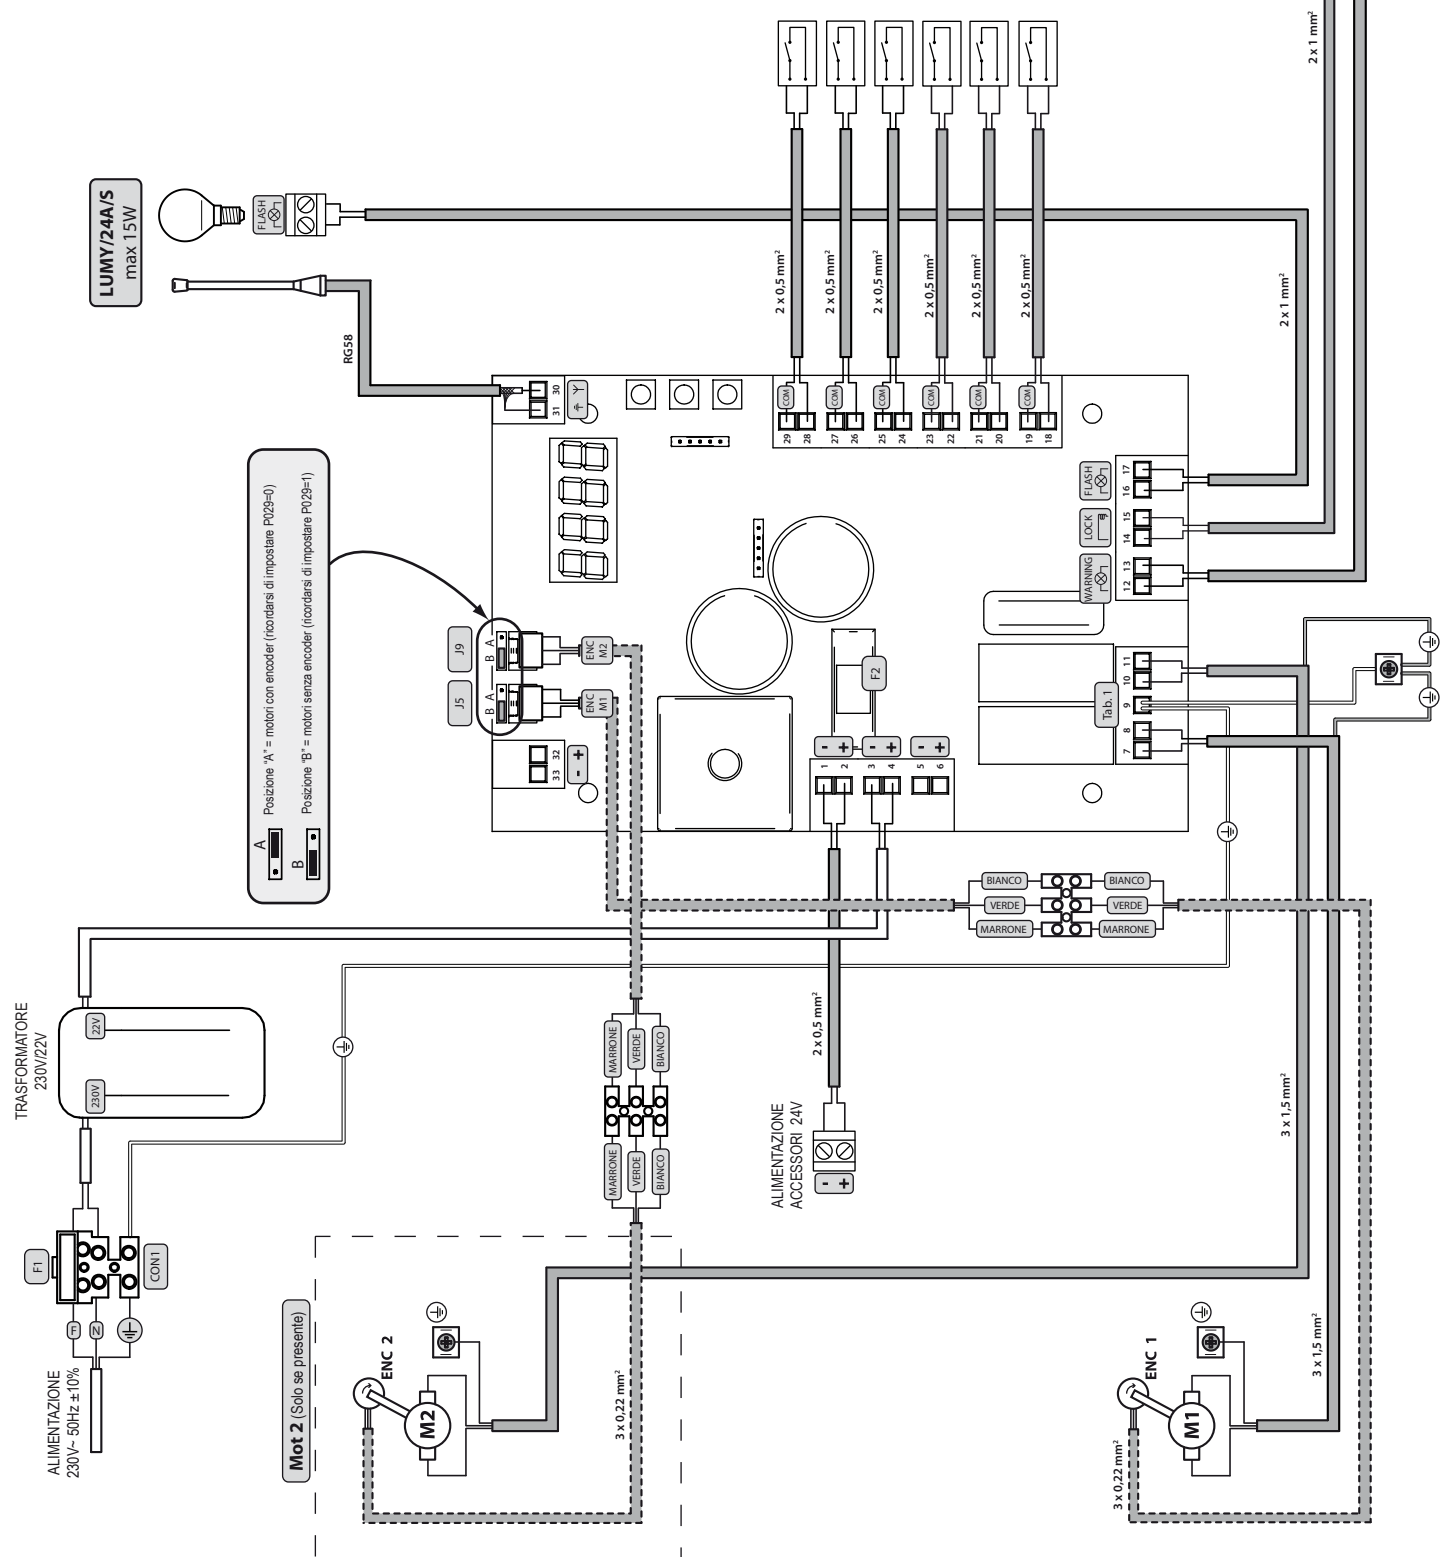 LUMY/24A/S
max 15W
FLASH
RG58
2 x 0,5 mm²
2 x 0,5 mm²
2 x 0,5 mm²
2 x 0,5 mm²
2 x 0,5 mm²
2 x 0,5 mm²
2 x 1 mm²
2 x 1 mm²
A
Posizione “A” = motori con encoder (ricordarsi di impostare P029=0)
B
Posizione “B” = motori senza encoder (ricordarsi di impostare P029=1)
31 30
COM
COM
COM
COM
COM
COM
29 28 27 26 25 24 23 22 21 20 19 18
J5
J9
B A
B A
ENC
M1
ENC
M2
33 32
- +
FLASH
LOCK
WARNING
12 13 14 15 16 17
F2
- +
- +
- +
1 2 3 4 5 6
Tab.1
7 8 9 10 11
TRASFORMATORE
230V/22V
230V
22V
F1
CON1
F
N
ALIMENTAZIONE
230V~ 50Hz ±10%
BIANCO
VERDE
MARRONE
BIANCO
VERDE
MARRONE
MARRONE
VERDE
BIANCO
MARRONE
VERDE
BIANCO
2 x 0,5 mm²
ALIMENTAZIONE
ACCESSORI 24V
- +
Mot 2 (Solo se presente)
ENC 2
M2
3 x 0,22 mm²
3 x 1,5 mm²
ENC 1
M1
3 x 0,22 mm²
3 x 1,5 mm²